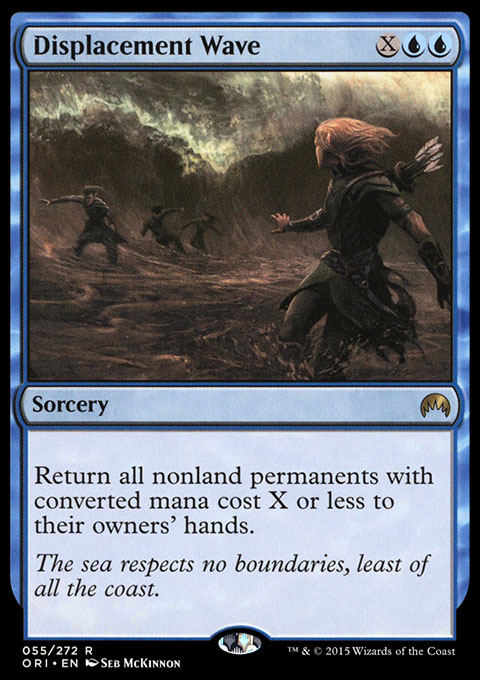 Displacement Wave X
Sorcery
Return all nonland permanents with
converted mana cost X or less to
their owners' hands.
The sea respects no boundaries, least of
all the coast.
055/272 R
ORI • EN Seb McKinnon
™ & © 2015 Wizards of the Coast